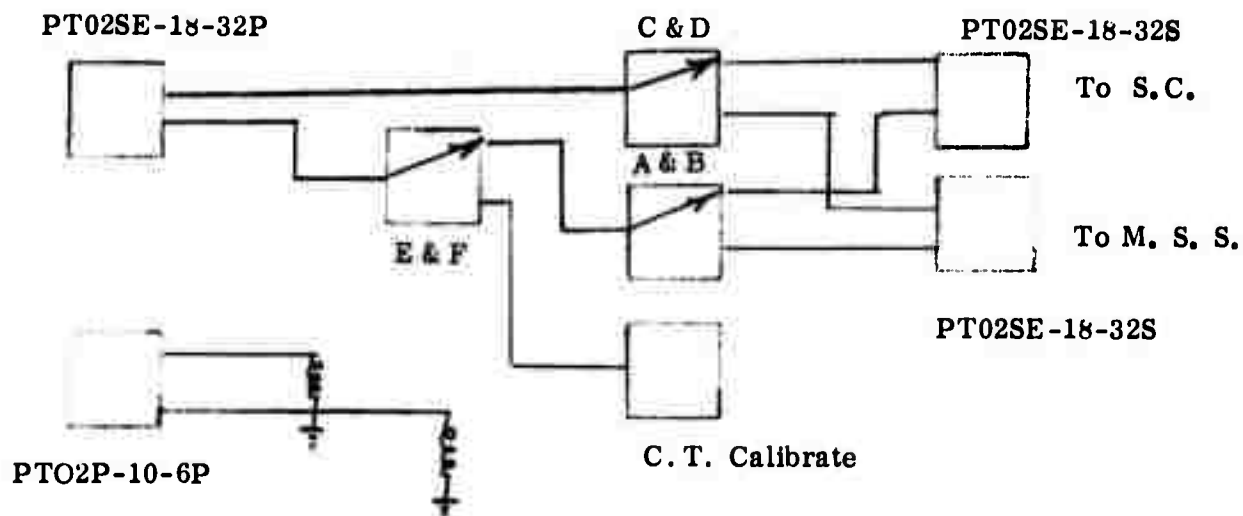 PT02SE-18-32P
C & D
PT02SE-18-32S
To S.C.
A & B
E & F
To M. S. S.
PT02SE-18-32S
PTO2P-10-6P
C. T. Calibrate